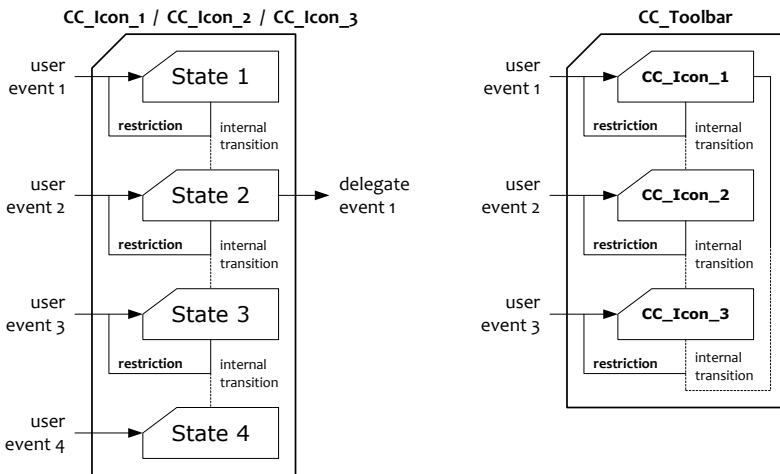 CC_Icon_1 / CC_Icon_2 / CC_Icon_3
user
event 1
State 1
restriction
internal
transition
user
event 2
State 2
delegate
event 1
restriction
internal
transition
user
event 3
State 3
restriction
internal
transition
user
event 4
State 4
CC_Toolbar
user
event 1
CC_Icon_1
restriction
internal
transition
user
event 2
CC_Icon_2
restriction
internal
transition
user
event 3
CC_Icon_3
restriction
internal
transition